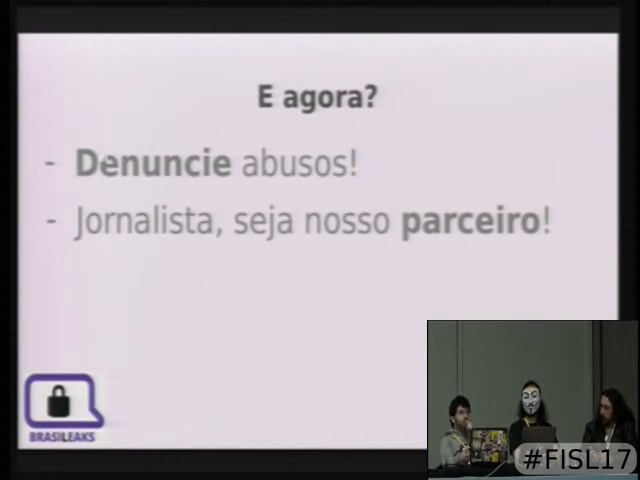 E agora?
- Denuncie abusos!
- Jornalista, seja nosso parceiro!
BRASILEAKS
#FISL17